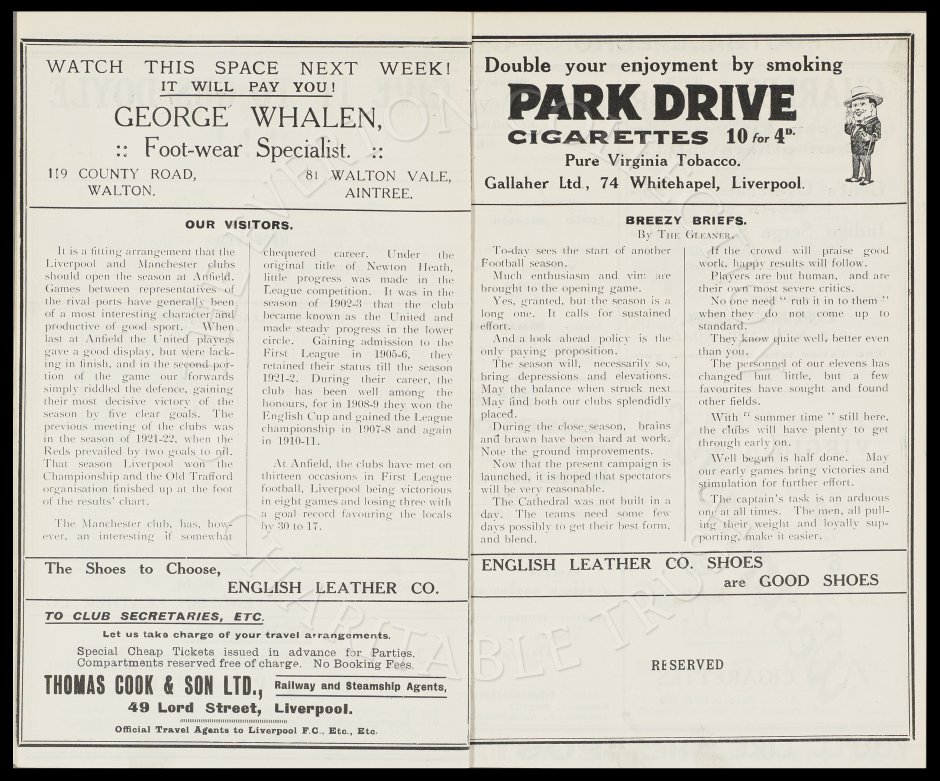 WATCH THIS SPACE NEXT WEEK!
IT WILL PAY YOU!
GEORGE WHALEN,
:: Foot-wear Specialist. ::
119 COUNTY ROAD,
WALTON.
81 WALTON VALE,
AINTREE.
OUR VISITORS.
It is a fitting arrangement that the
Liverpool and Manchester clubs
should open the season at Anfield.
Games between representatives of
the rival ports have generally been
of a most interesting character and
productive of good sport. When
last at Anfield the United players
gave a good display, but were lack-
ing in finish, and in the second por-
tion of the game our forwards
simply riddled the defence, gaining
their most decisive victory of the
season by five clear goals. The
previous meeting of the clubs was
in the season of 1921-22, when the
Reds prevailed by two goals to nil.
That season Liverpool won the
Championship and the Old Trafford
organisation finished up at the foot
of the results' chart.
The Manchester club, has, how-
ever, an interesting if somewhat
chequered career. Under the
original title of Newton Heath,
little progress was made in the
League competition. It was in the
season of 1902-3 that the club
became known as the United and
made steady progress in the lower
circle. Gaining admission to the
First League in 1905-6, they
retained their status till the season
1921-2. During their career, the
club has been well among the
honours, for in 1908-9 they won the
English Cup and gained the League
championship in 1907-8 and again
in 1910-11.
At Anfield, the clubs have met on
thirteen occasions in First League
football, Liverpool being victorious
in eight games and losing three with
a goal record favouring the locals
by 30 to 17.
The Shoes to Choose,
ENGLISH LEATHER CO.
TO CLUB SECRETARIES, ETC.
Let us take charge of your travel arrangements.
Special Cheap Tickets issued in advance for Parties.
Compartments reserved free of charge. No Booking Fees.
THOMAS COOK & SON LTD., Railway and Steamship Agents,
49 Lord Street, Liverpool.
Official Travel Agents to Liverpool F.C., Etc., Etc.
Double your enjoyment by smoking
PARK DRIVE
CIGARETTES 10 for 4D.
Pure Virginia Tobacco.
Gallaher Ltd., 74 Whitehapel, Liverpool.
BREEZY BRIEFS.
By The Gleaner.
To-day sees the start of another
Football season.
Much enthusiasm and vim are
brought to the opening game.
Yes, granted, but the season is a
long one. It calls for sustained
effort.
And a look ahead policy is the
only paying proposition.
The season will, necessarily so,
bring depressions and elevations.
May the balance when struck next
May find both our clubs splendidly
placed.
During the close season, brains
and brawn have been hard at work.
Note the ground improvements.
Now that the present campaign is
launched, it is hoped that spectators
will be very reasonable.
The Cathedral was not built in a
day. The teams need some few
days possibly to get their best form,
and blend.
If the crowd will praise good
work, happy results will follow.
Players are but human, and are
their own most severe critics.
No one need " rub it in to them "
when they do not come up to
standard.
They know quite well, better even
than you.
The personnel of our elevens has
changed but little, but a few
favourites have sought and found
other fields.
With " summer time " still here,
the clubs will have plenty to get
through early on.
Well begun is half done. May
our early games bring victories and
stimulation for further effort.
The captain's task is an arduous
one at all times. The men, all pull-
ing their weight and loyally sup-
porting, make it easier.
ENGLISH LEATHER CO. SHOES
are GOOD SHOES
RESERVED